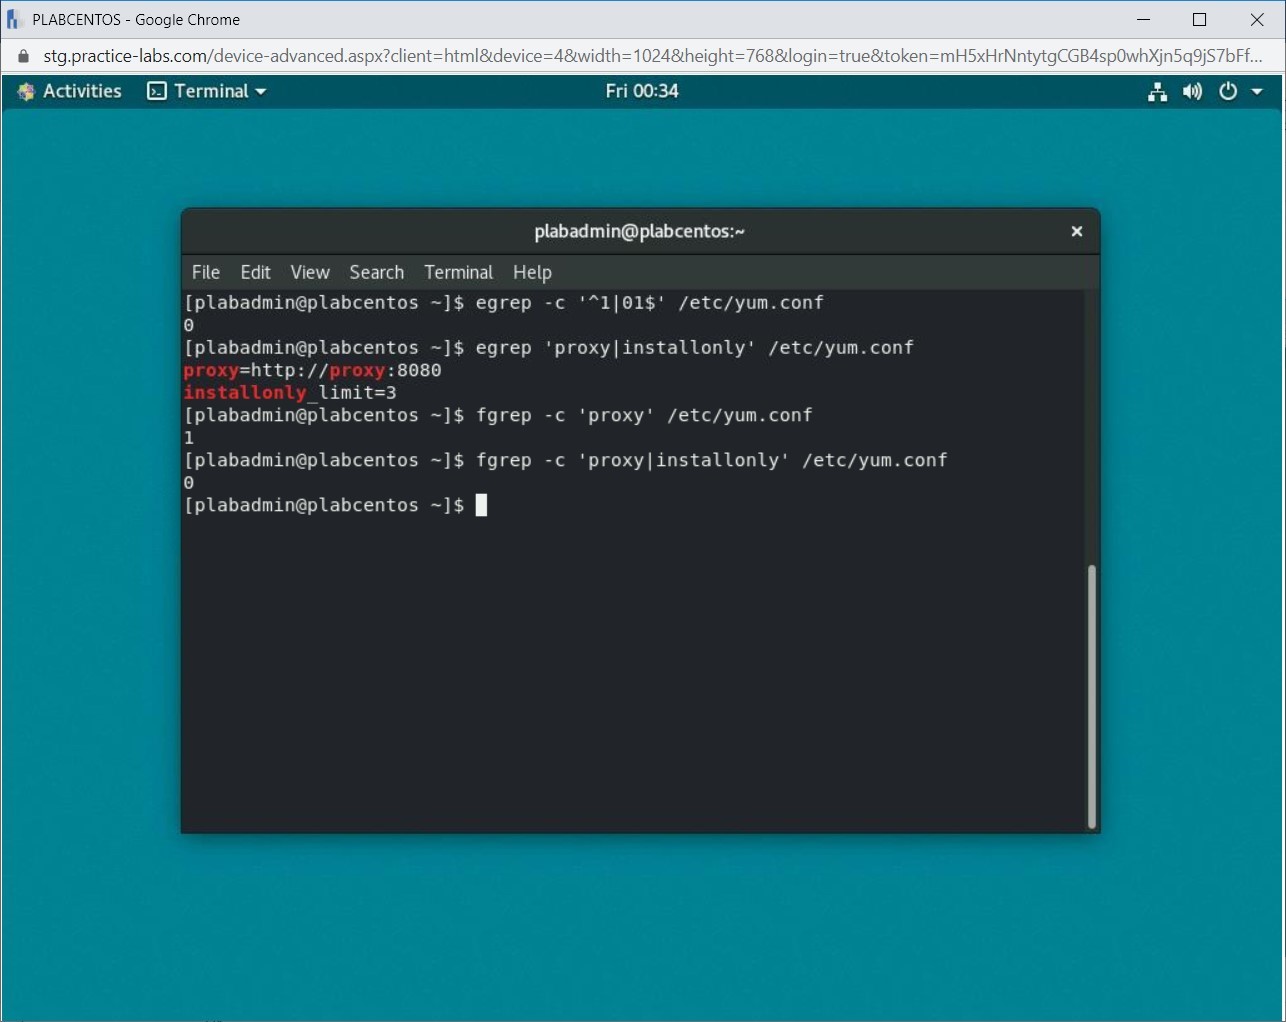 PLABCENTOS - Google Chrome
stg.practice-labs.com/device-advanced.aspx?client=html&device=4&width=1024&height=768&login=true&token=mH5xHrNntytgCGB4sp0whXjn5q9jS7bFf...
Activities Terminal Fri 00:34
plabadmin@plabcentos:~
File Edit View Search Terminal Help
[plabadmin@plabcentos ~]$ egrep -c '^1|01$' /etc/yum.conf
0
[plabadmin@plabcentos ~]$ egrep 'proxy|installonly' /etc/yum.conf
proxy=http://proxy:8080
installonly_limit=3
[plabadmin@plabcentos ~]$ fgrep -c 'proxy' /etc/yum.conf
1
[plabadmin@plabcentos ~]$ fgrep -c 'proxy|installonly' /etc/yum.conf
0
[plabadmin@plabcentos ~]$